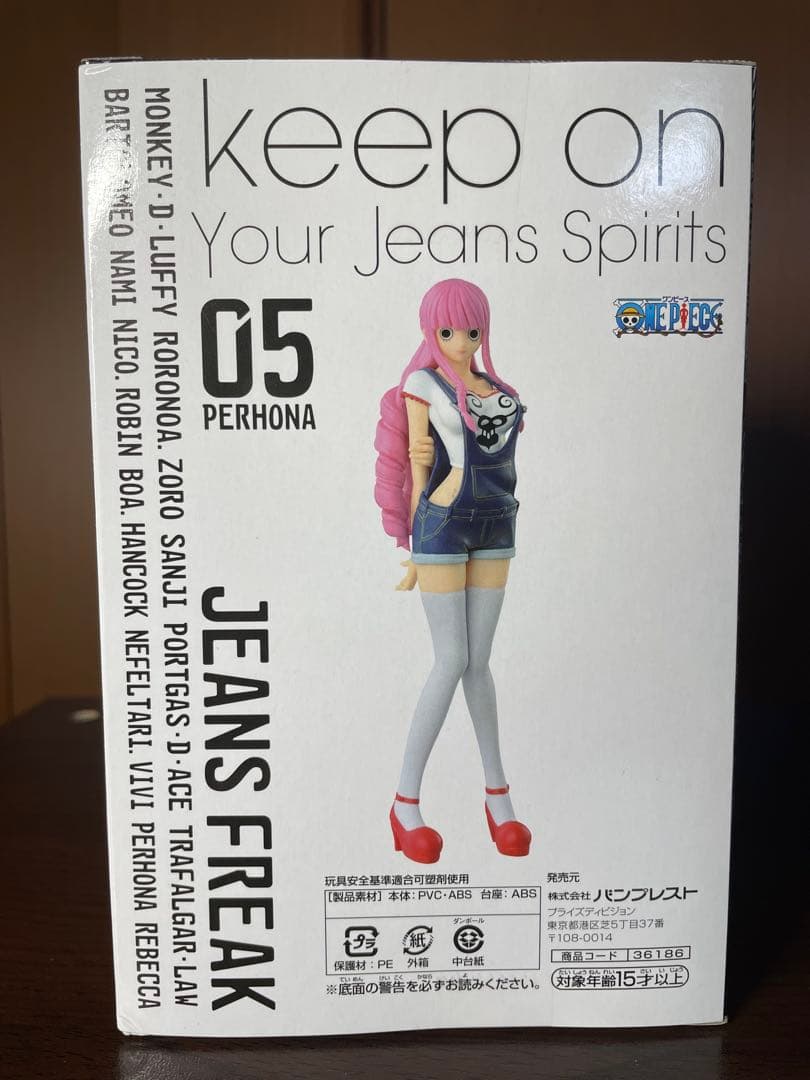 keep on
Your Jeans Spirits
05
PERHONA
ワンピース
ONE PIECE
MONKEY·D·LUFFY RORONOA. ZORO SANJI PORTGAS·D·ACE TRAFALGAR·LAW
NAMI NICO. ROBIN BOA. HANCOCK NEFELTARI. VIVI PERHONA REBECCA
JEANS FREAK
玩具安全基準適合可塑剤使用
[製品素材] 本体:PVC・ABS 台座:ABS
プラ
保護材:PE
紙
外箱
ダンボール
中台紙
※底面の警告を必ずお読みください。
発売元
株式会社 バンプレスト
プライズディビジョン
東京都港区芝5丁目37番
〒108-0014
商品コード 36186
対象年齢15才以上